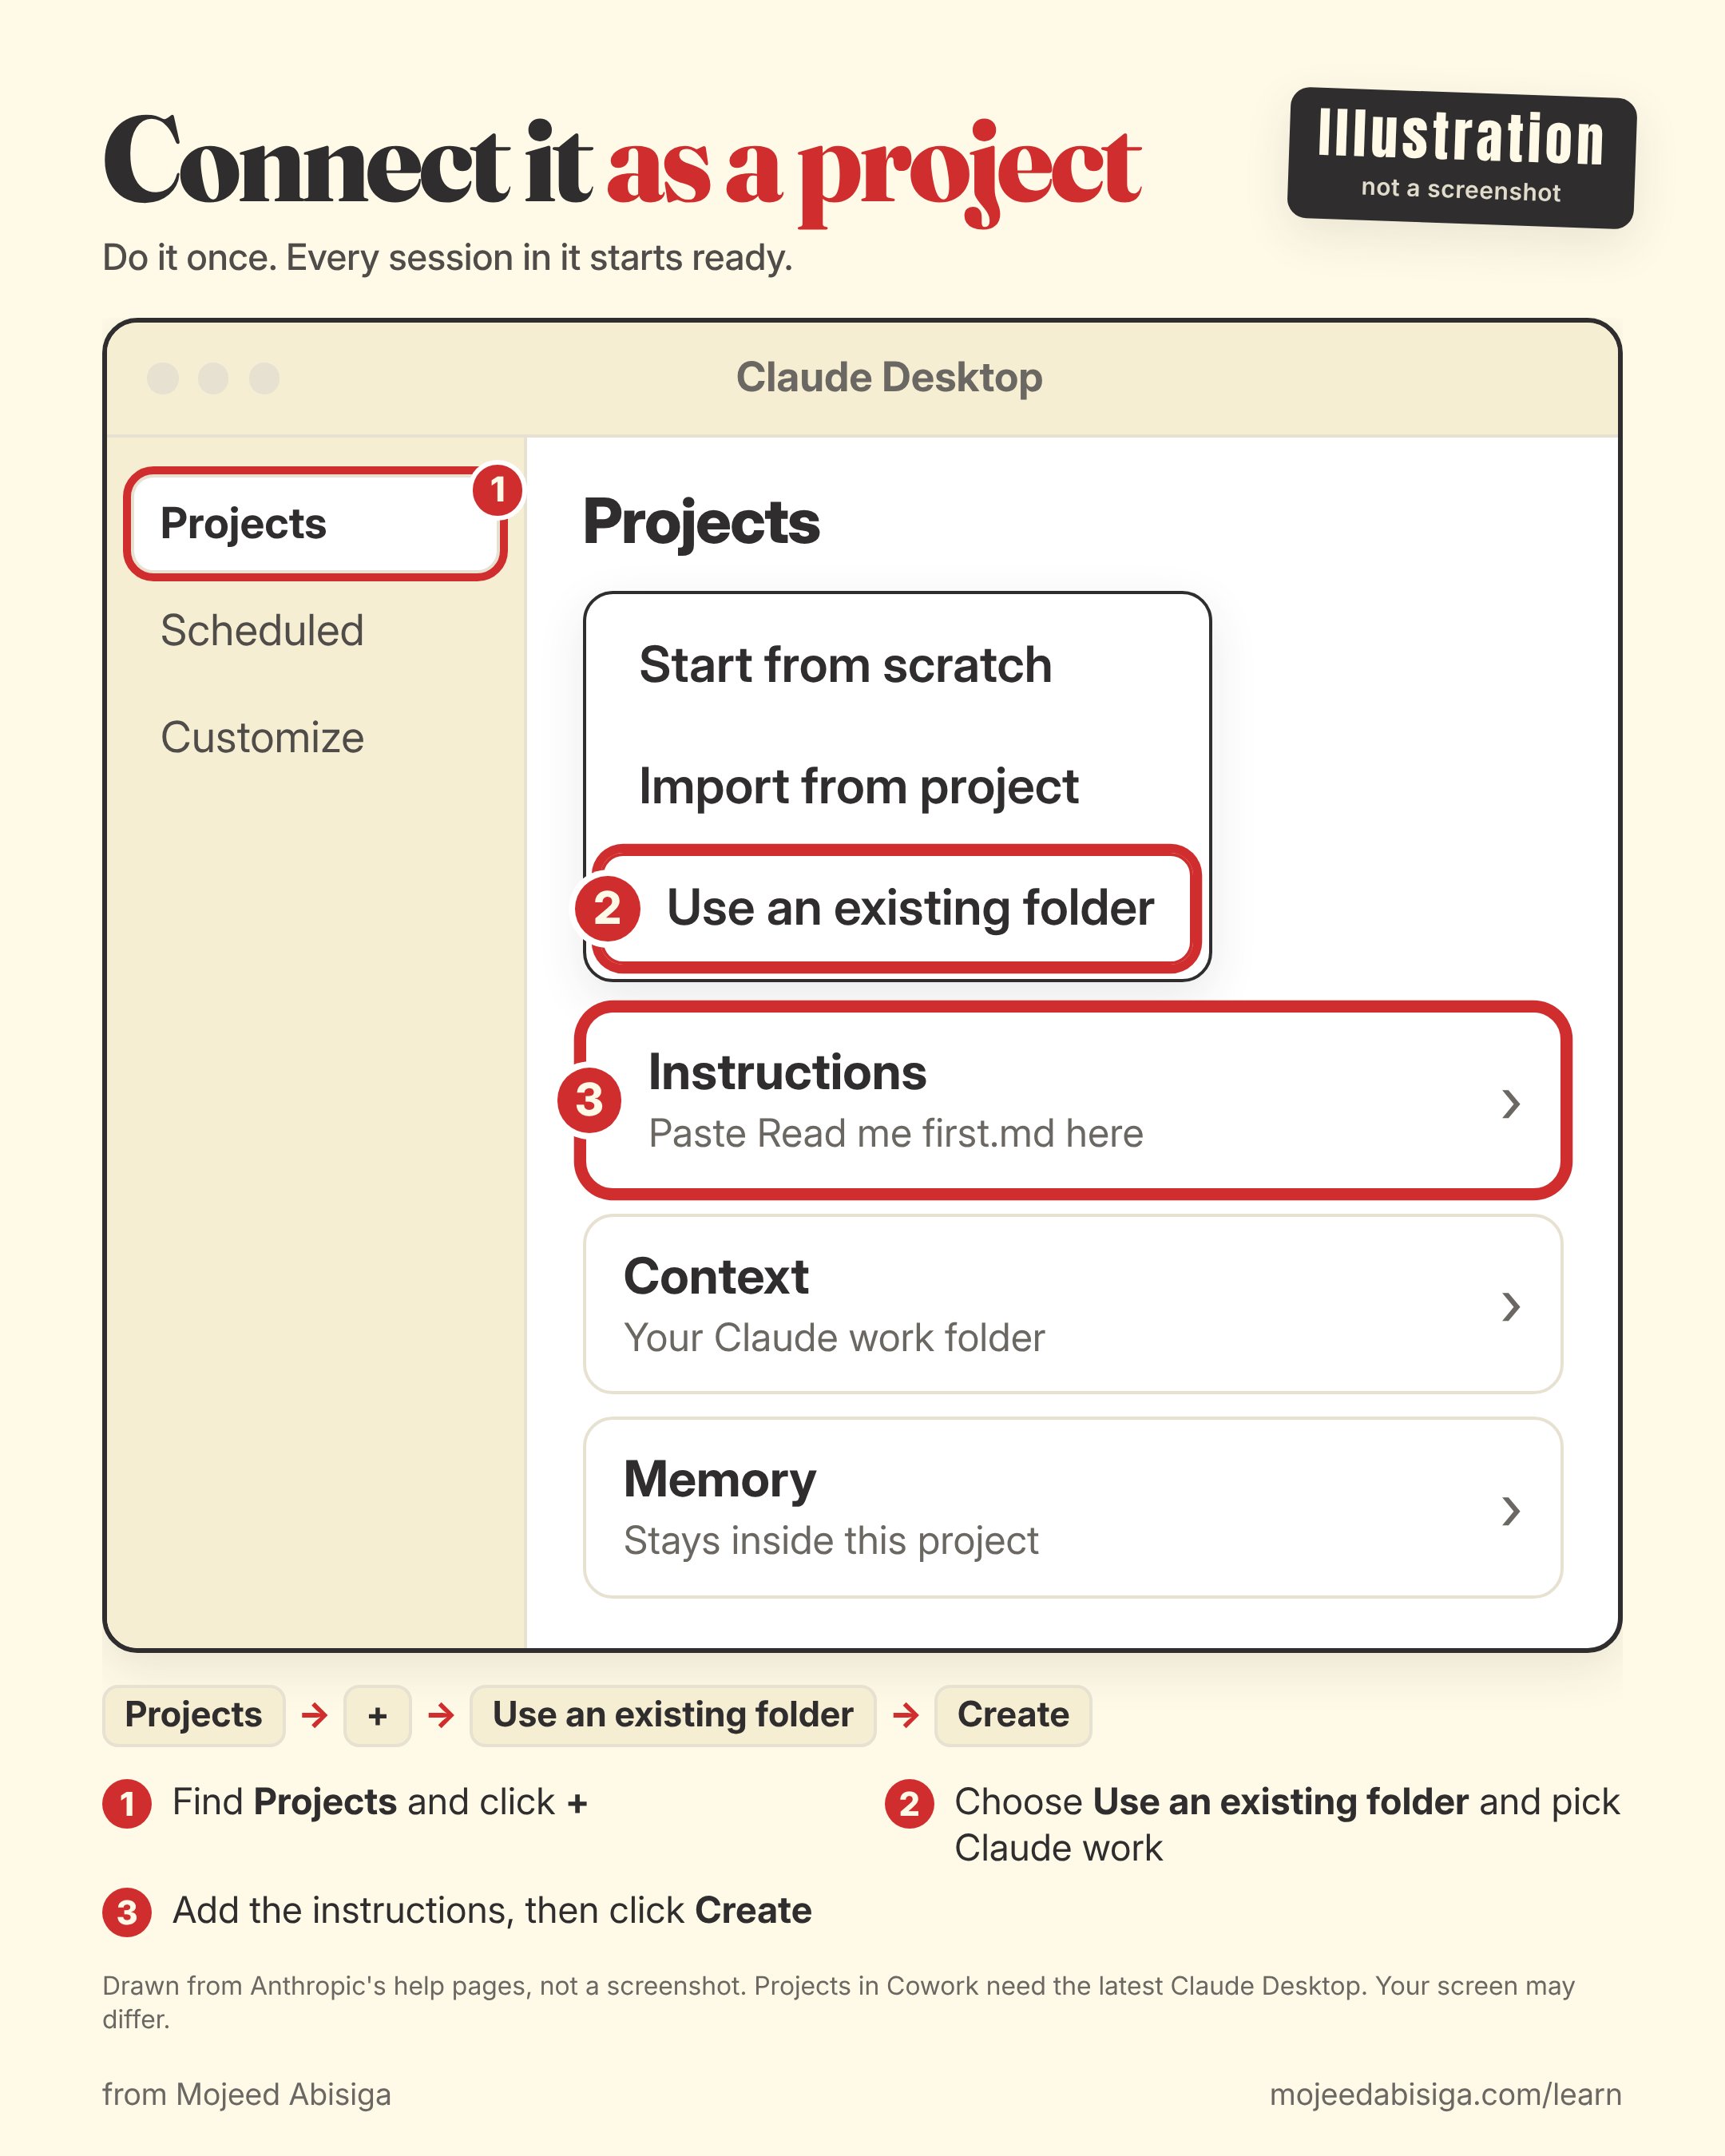 Connect it as a project
Illustration
not a screenshot
Do it once. Every session in it starts ready.
Claude Desktop
Projects
1
Scheduled
Customize
Projects
Start from scratch
Import from project
2
Use an existing folder
3
Instructions
Paste Read me first.md here
›
Context
Your Claude work folder
›
Memory
Stays inside this project
›
Projects → + → Use an existing folder → Create
1 Find Projects and click +
2 Choose Use an existing folder and pick
Claude work
3 Add the instructions, then click Create
Drawn from Anthropic's help pages, not a screenshot. Projects in Cowork need the latest Claude Desktop. Your screen may
differ.
from Mojeed Abisiga
mojeedabisiga.com/learn